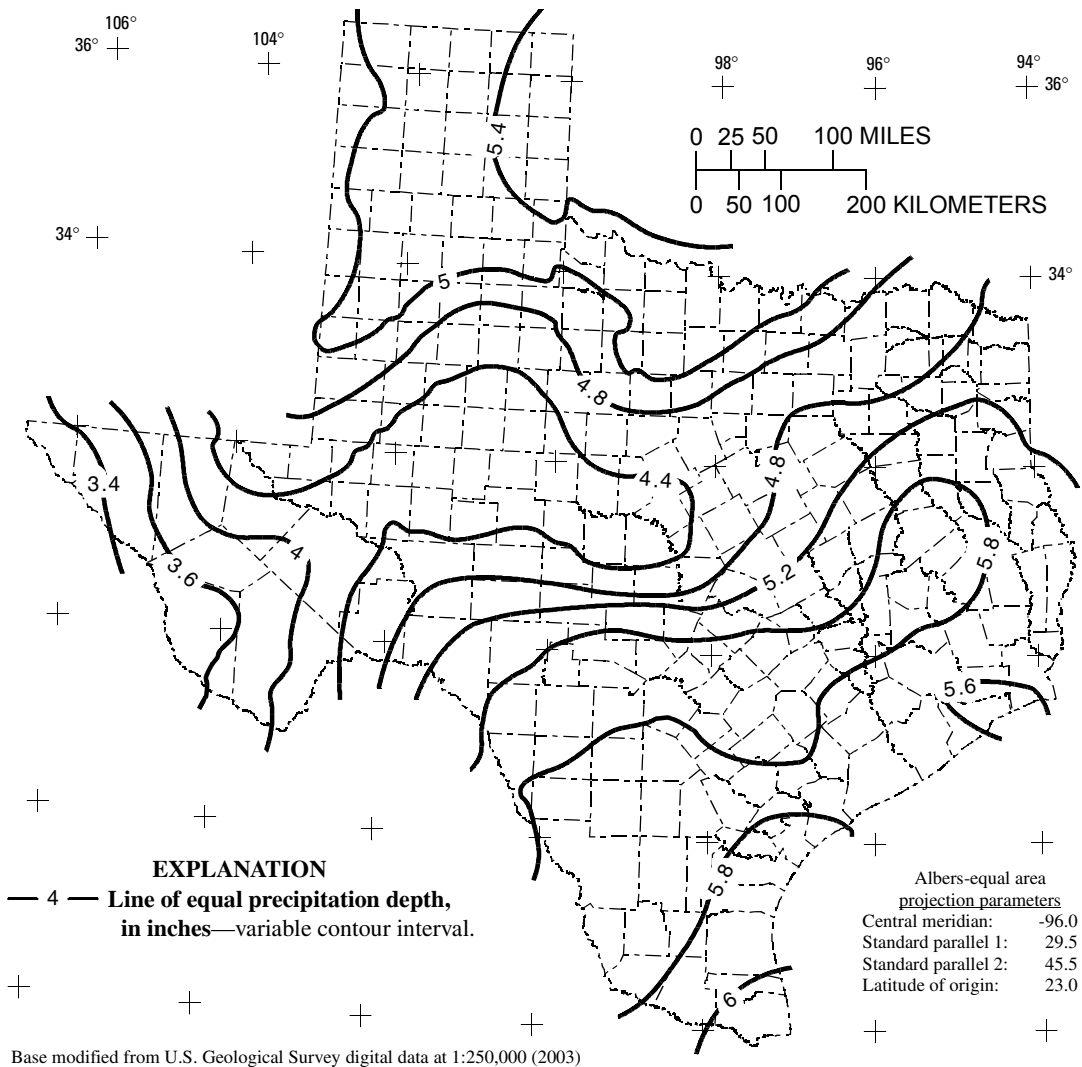 106°
36°
104°
98°
96°
94°
36°
0 25 50 100 MILES
0 50 100 200 KILOMETERS
5.4
34°
34°
5
4.8
4.8
4.4
3.4
4
3.6
5.2
5.8
5.6
5.8
6
EXPLANATION
4 Line of equal precipitation depth,
in inches—variable contour interval.
Albers-equal area
projection parameters
Central meridian: -96.0
Standard parallel 1: 29.5
Standard parallel 2: 45.5
Latitude of origin: 23.0
Base modified from U.S. Geological Survey digital data at 1:250,000 (2003)